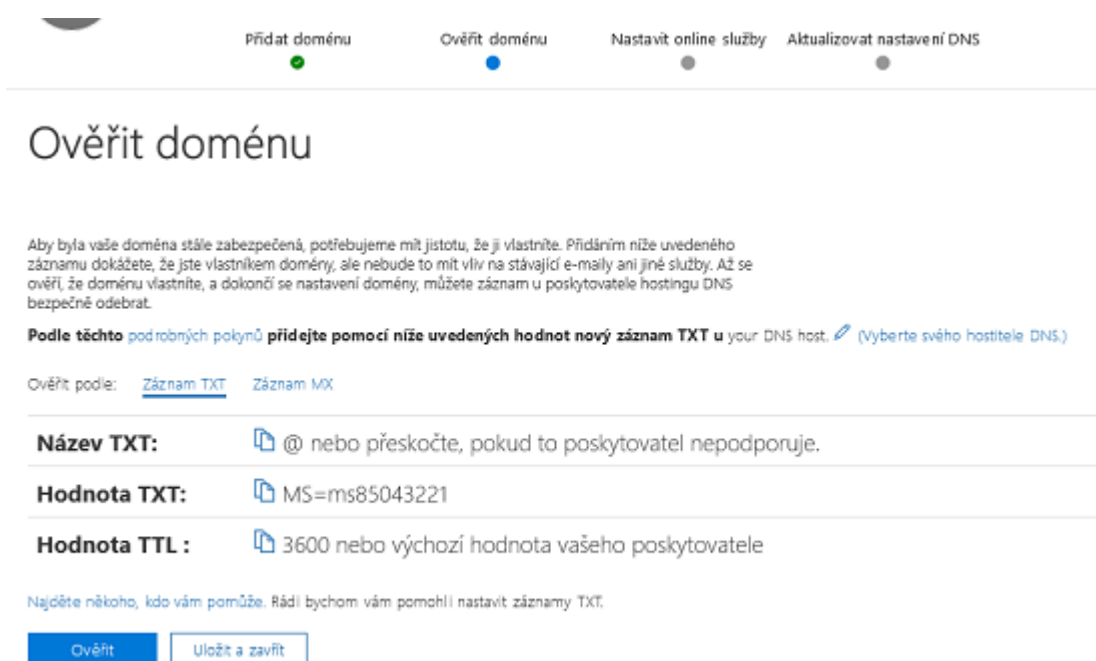 Přidat doménu Ověřit doménu Nastavit online služby Aktualizovat nastavení DNS
Ověřit doménu
Aby byla vaše doména stále zabezpečená, potřebujeme mít jistotu, že ji vlastníte. Přidáním níže uvedeného
záznamu dokážete, že jste vlastníkem domény, ale nebude to mít vliv na stávající e-maily ani jiné služby. Až se
ověří, že doménu vlastníte, a dokončí se nastavení domény, můžete záznam u poskytovatele hostingu DNS
bezpečně odebrat.
Podle těchto podrobných pokynů přidejte pomocí níže uvedených hodnot nový záznam TXT u your DNS host. (Vyberte svého hostitele DNS.)
Ověřit podle: Záznam TXT Záznam MX
Název TXT: @ nebo přeskočte, pokud to poskytovatel nepodporuje.
Hodnota TXT: MS=ms85043221
Hodnota TTL : 3600 nebo výchozí hodnota vašeho poskytovatele
Najděte někoho, kdo vám pomůže. Rádi bychom vám pomohli nastavit záznamy TXT.
Ověřit Uložit a zavřít